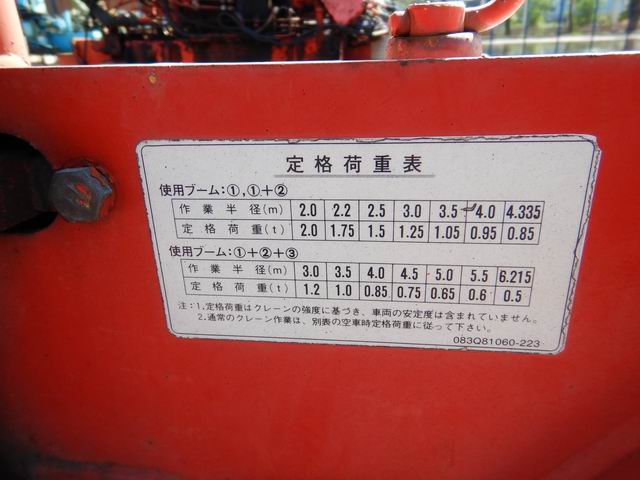 定格荷重表
使用ブーム:①,①+②
作業半径(m) 2.0 2.2 2.5 3.0 3.5 4.0 4.335
定格荷重(t) 2.0 1.75 1.5 1.25 1.05 0.95 0.85
使用ブーム:①+②+③
作業半径(m) 3.0 3.5 4.0 4.5 5.0 5.5 6.215
定格荷重(t) 1.2 1.0 0.85 0.75 0.65 0.6 0.5
注:1.定格荷重はクレーンの強度に基づき、車両の安定度は含まれていません。
2.通常のクレーン作業は、別表の空車時定格荷重に従って下さい。
083Q81060-223